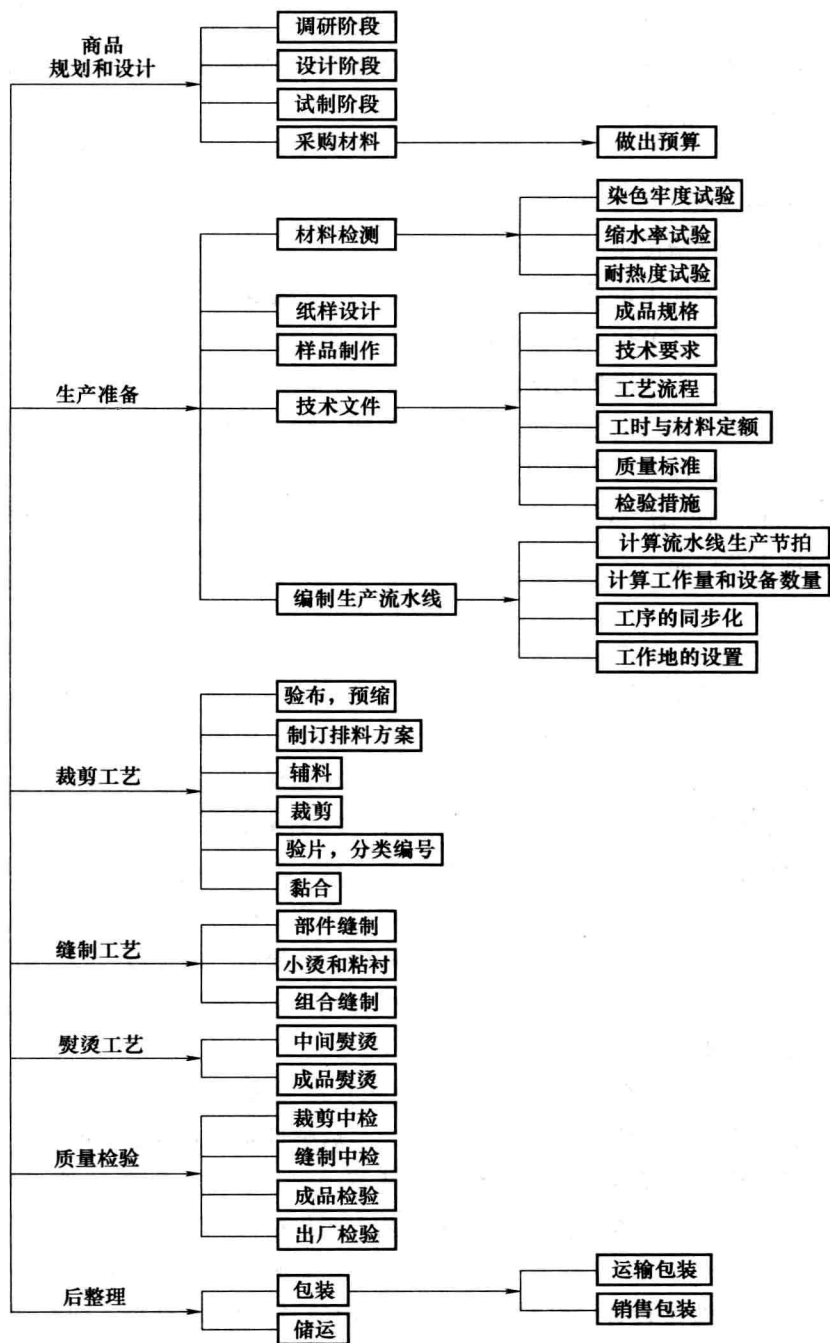 商品
规划和设计
调研阶段
设计阶段
试制阶段
采购材料
做出预算
生产准备
材料检测
染色牢度试验
缩水率试验
耐热度试验
纸样设计
样品制作
技术文件
成品规格
技术要求
工艺流程
工时与材料定额
质量标准
检验措施
编制生产流水线
计算流水线生产节拍
计算工作量和设备数量
工序的同步化
工作地的设置
裁剪工艺
验布，预缩
制订排料方案
辅料
裁剪
验片，分类编号
黏合
缝制工艺
部件缝制
小烫和粘衬
组合缝制
熨烫工艺
中间熨烫
成品熨烫
质量检验
裁剪中检
缝制中检
成品检验
出厂检验
后整理
包装
运输包装
销售包装
储运